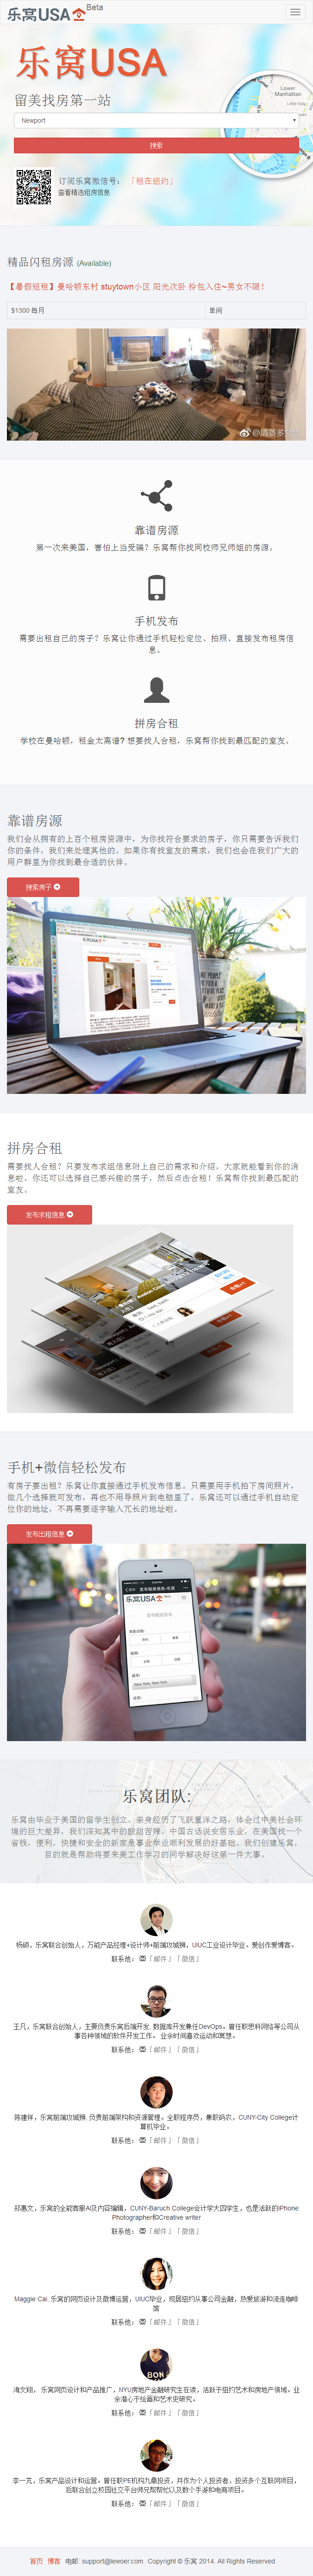 乐窝USA Beta
乐窝USA
留美找房第一站
Newport
搜索
订阅乐窝微信号: 「租在纽约」
查看精选租房信息
精品闪租房源 (Available)
【暑假短租】曼哈顿东村 stuytown小区 阳光次卧 拎包入住~男女不限!
$1300 每月
单间
靠谱房源
第一次来美国,害怕上当受骗?乐窝帮你找同校师兄师姐的房源。
手机发布
需要出租自己的房子?乐窝让你通过手机轻松定位、拍照、直接发布租房信
息。
拼房合租
学校在曼哈顿,租金太离谱?想要找人合租,乐窝帮你找到最匹配的室友。
靠谱房源
我们会从拥有的上百个租房资源中,为你找符合要求的房子,你只需要告诉我们
你的条件,我们来处理其他的。如果你有找室友的需求,我们也会在我们广大的
用户群里为你找到最合适的伙伴。
搜索房子
拼房合租
需要找人合租?只要发布求组信息附上自己的需求和介绍。大家就能看到你的消
息啦。你还可以选择自己感兴趣的房子,然后点击合租!乐窝帮你找到最匹配的
室友。
发布求租信息
手机+微信轻松发布
有房子要出租?乐窝让你直接通过手机发布信息。只需要用手机拍下房间照片,
做几个选择就可发布,再也不用导照片到电脑里了。乐窝还可以通过手机自动定
位你的地址,不再需要逐字输入冗长的地址啦。
发布出租信息
乐窝USA
New York, New York
乐窝团队:
乐窝由毕业于美国的留学生创立。亲身经历了飞跃重洋之路,体会过中美社会环
境的巨大差异,我们深知其中的酸甜苦辣。中国古话说安居乐业,在美国找一个
省钱、便利、快捷和安全的新家是事业学业顺利发展的好基础。我们创建乐窝,
目的就是帮助将要来美工作学习的同学解决好这第一件大事。
杨硕,乐窝联合创始人,万能产品经理+设计师+前端攻城狮,UIUC工业设计毕业。爱创作爱博客。
联系他: 「邮件」「微信」
王凡,乐窝联合创始人,主要负责乐窝后端开发, 数据库开发兼任DevOps。曾任职思科网络等公司从
事各种领域的软件开发工作。 业余时间喜欢运动和冥想。
联系他: 「邮件」「微信」
陈建祥,乐窝前端攻城狮, 负责前端架构和资源管理。全职程序员,兼职码农,CUNY-City College计
算机毕业。
联系他: 「邮件」「微信」
郑惠文,乐窝的全能客服AI及内容编辑,CUNY-Baruch College会计学大四学生,也是活跃的iPhone
Photographer和Creative writer
联系他: 「邮件」「微信」
Maggie Cai, 乐窝的网页设计及微博运营,UIUC毕业,现居纽约从事公司金融,热爱旅游和流连咖啡
馆
联系他: 「邮件」「微信」
海文翔, 乐窝网页设计和产品推广,NYU房地产金融研究生在读,活跃于纽约艺术和房地产领域。业
余潜心于绘画和艺术史研究。
联系他: 「邮件」「微信」
李一芃,乐窝产品设计和运营。曾任职PE机构九鼎投资,并作为个人投资者,投资多个互联网项目,
后联合创立校园社交平台师兄帮帮忙以及数个手游和电商项目。
联系他: 「邮件」「微信」
首页 博客 电邮: support@lewoer.com Copyright © 乐窝 2014. All Rights Reserved